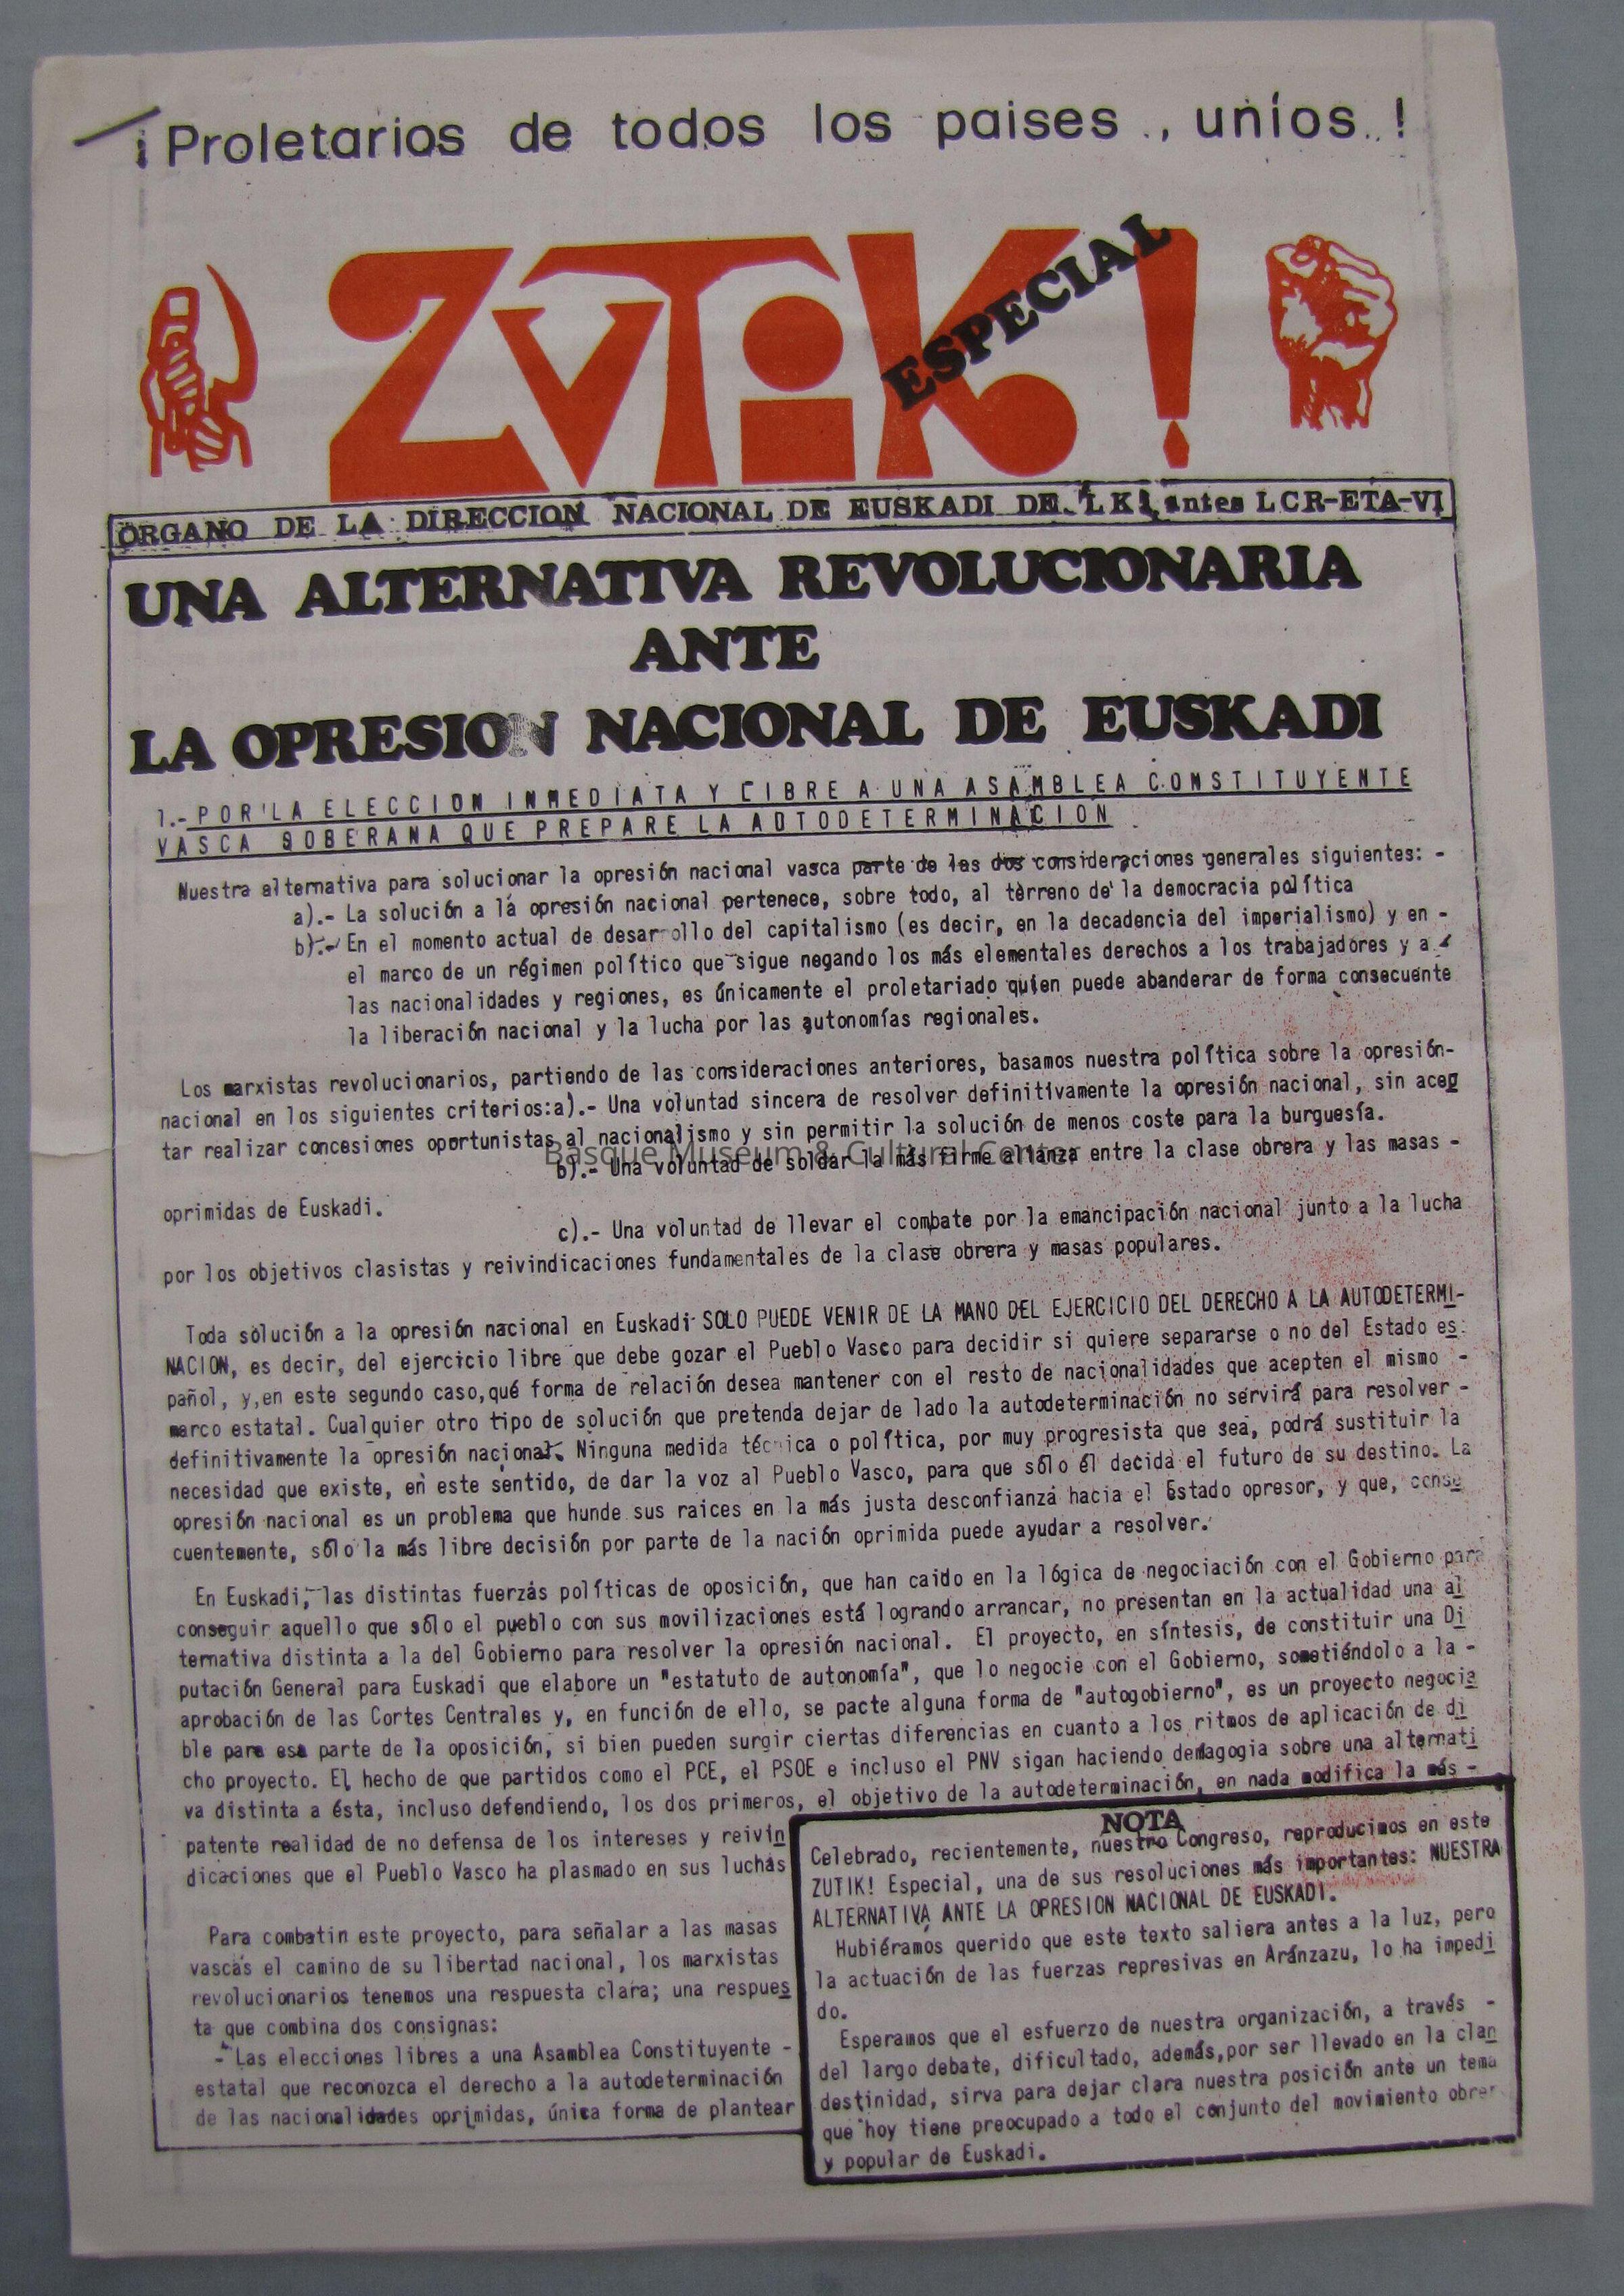 ¡Proletarios de todos los paises, uníos!
ZUTIK!
ESPECIAL
ORGANO DE LA DIRECCION NACIONAL DE EUSKADI DE LKI antes LCR-ETA-VI
UNA ALTERNATIVA REVOLUCIONARIA
ANTE
LA OPRESION NACIONAL DE EUSKADI
1.- POR LA ELECCION INMEDIATA Y LIBRE A UNA ASAMBLEA CONSTITUYENTE
VASCA SOBERANA QUE PREPARE LA AUTODETERMINACION
Nuestra alternativa para solucionar la opresión nacional vasca parte de las dos consideraciones generales siguientes: -
a).- La solución a la opresión nacional pertenece, sobre todo, al terreno de la democracia política
b).- En el momento actual de desarrollo del capitalismo (es decir, en la decadencia del imperialismo) y en -
el marco de un régimen político que sigue negando los más elementales derechos a los trabajadores y a -
las nacionalidades y regiones, es únicamente el proletariado quien puede abanderar de forma consecuente
la liberación nacional y la lucha por las autonomías regionales.
Los marxistas revolucionarios, partiendo de las consideraciones anteriores, basamos nuestra política sobre la opresión-
nacional en los siguientes criterios:a).- Una voluntad sincera de resolver definitivamente la opresión nacional, sin acep
tar realizar concesiones oportunistas al nacionalismo y sin permitir la solución de menos coste para la burguesía.
Basque Museum & Cultural Center
b).- Una voluntad de soldar la más firme alianza entre la clase obrera y las masas -
oprimidas de Euskadi.
c).- Una voluntad de llevar el combate por la emancipación nacional junto a la lucha
por los objetivos clasistas y reivindicaciones fundamentales de la clase obrera y masas populares.
Toda solución a la opresión nacional en Euskadi SOLO PUEDE VENIR DE LA MANO DEL EJERCICIO DEL DERECHO A LA AUTODETERMI-
NACION, es decir, del ejercicio libre que debe gozar el Pueblo Vasco para decidir si quiere separarse o no del Estado es
pañol, y,en este segundo caso,qué forma de relación desea mantener con el resto de nacionalidades que acepten el mismo -
marco estatal. Cualquier otro tipo de solución que pretenda dejar de lado la autodeterminación no servirá para resolver -
definitivamente la opresión nacional. Ninguna medida técnica o política, por muy progresista que sea, podrá sustituir la
necesidad que existe, en este sentido, de dar la voz al Pueblo Vasco, para que sólo él decida el futuro de su destino. La
opresión nacional es un problema que hunde sus raices en la más justa desconfianza hacia el Estado opresor, y que, conse
cuentemente, sólo la más libre decisión por parte de la nación oprimida puede ayudar a resolver.
En Euskadi, las distintas fuerzas políticas de oposición, que han caido en la lógica de negociación con el Gobierno para
conseguir aquello que sólo el pueblo con sus movilizaciones está logrando arrancar, no presentan en la actualidad una al
ternativa distinta a la del Gobierno para resolver la opresión nacional. El proyecto, en síntesis, de constituir una Di
putación General para Euskadi que elabore un "estatuto de autonomía", que lo negocie con el Gobierno, sometiéndolo a la -
aprobación de las Cortes Centrales y, en función de ello, se pacte alguna forma de "autogobierno", es un proyecto negocia
ble para esa parte de la oposición, si bien pueden surgir ciertas diferencias en cuanto a los ritmos de aplicación de di
cho proyecto. El hecho de que partidos como el PCE, el PSOE e incluso el PNV sigan haciendo demagogia sobre una alternati
va distinta a ésta, incluso defendiendo, los dos primeros, el objetivo de la autodeterminación, en nada modifica la más -
patente realidad de no defensa de los intereses y reivin
dicaciones que el Pueblo Vasco ha plasmado en sus luchas
Para combatin este proyecto, para señalar a las masas
vascas el camino de su libertad nacional, los marxistas
revolucionarios tenemos una respuesta clara; una respues
ta que combina dos consignas:
- Las elecciones libres a una Asamblea Constituyente -
estatal que reconozca el derecho a la autodeterminación
de las nacionalidades oprimidas, única forma de plantear
NOTA
Celebrado, recientemente, nuestro Congreso, reproducimos en este
ZUTIK! Especial, una de sus resoluciones más importantes: NUESTRA
ALTERNATIVA ANTE LA OPRESION NACIONAL DE EUSKADI.
Hubiéramos querido que este texto saliera antes a la luz, pero
la actuación de las fuerzas represivas en Aránzazu, lo ha impedi
do.
Esperamos que el esfuerzo de nuestra organización, a través -
del largo debate, dificultado, además,por ser llevado en la clan
destinidad, sirva para dejar clara nuestra posición ante un tema
que hoy tiene preocupado a todo el conjunto del movimiento obrer
y popular de Euskadi.